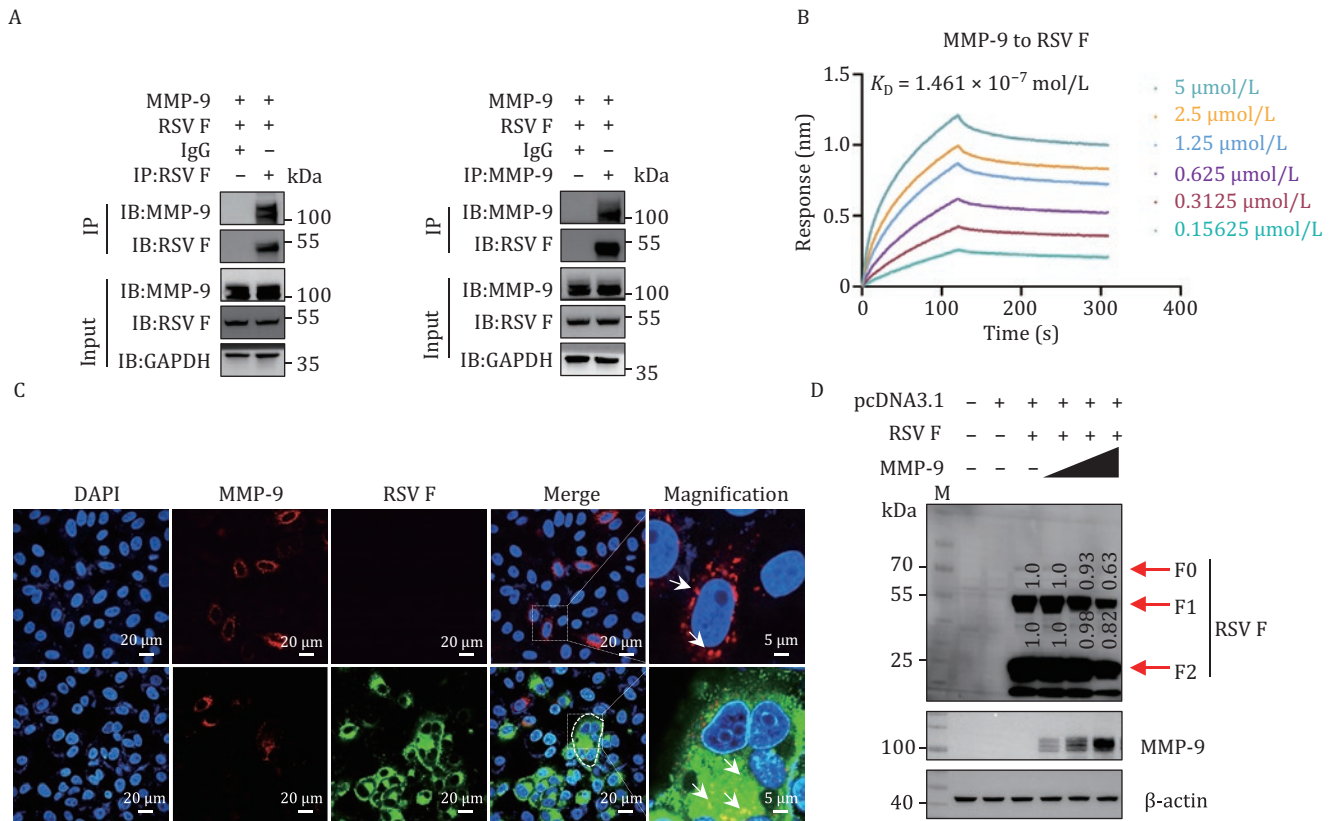 A
MMP-9 + +
RSV F + +
IgG + −
IP:RSV F − + kDa
IP
IB:MMP-9 100
IB:RSV F 55
Input
IB:MMP-9 100
IB:RSV F 55
IB:GAPDH 35
MMP-9 + +
RSV F + +
IgG + −
IP:MMP-9 − + kDa
IP
IB:MMP-9 100
IB:RSV F 55
Input
IB:MMP-9 100
IB:RSV F 55
IB:GAPDH 35
B
MMP-9 to RSV F
K_D = 1.461 × 10⁻⁷ mol/L
Response (nm)
1.5
1.0
0.5
0
0 100 200 300 400
Time (s)
5 μmol/L
2.5 μmol/L
1.25 μmol/L
0.625 μmol/L
0.3125 μmol/L
0.15625 μmol/L
C
DAPI MMP-9 RSV F Merge Magnification
20 μm 20 μm 20 μm 20 μm 5 μm
20 μm 20 μm 20 μm 20 μm 5 μm
D
pcDNA3.1 − + + + + +
RSV F − − + + + +
MMP-9 − − −
kDa M
70
55
25
1.0 1.0 0.93 0.63
1.0 1.0 0.98 0.82
F0
F1
F2
RSV F
100 MMP-9
40 β-actin